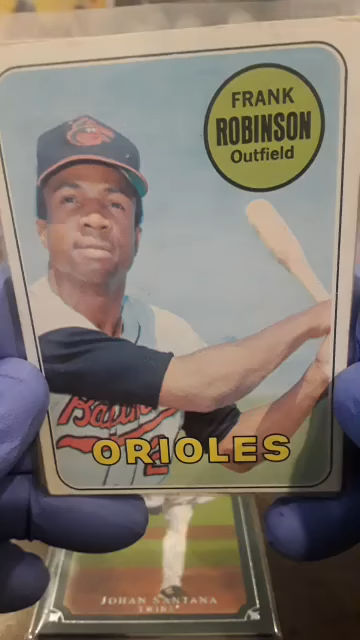 FRANK
ROBINSON
Outfield
ORIOLES
JOHAN SANTANA
TWINS